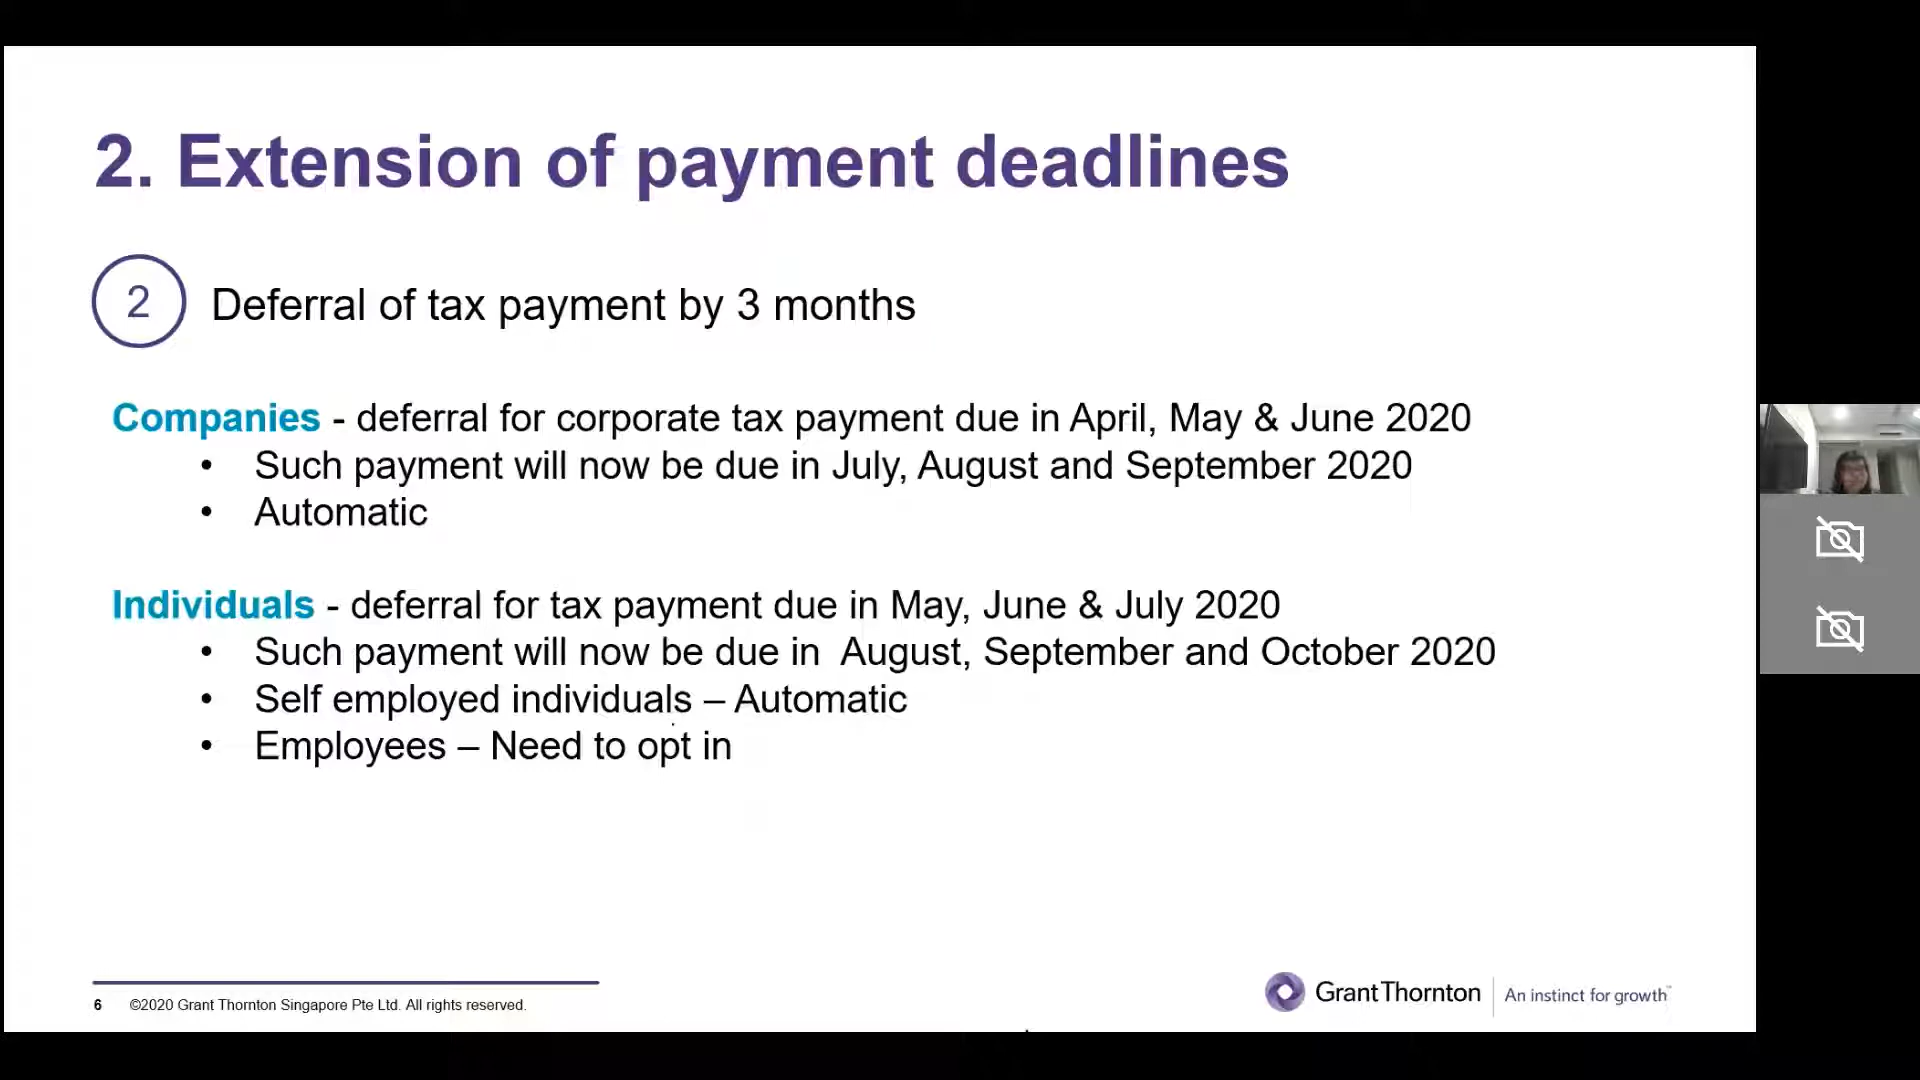 2. Extension of payment deadlines
2 Deferral of tax payment by 3 months
Companies - deferral for corporate tax payment due in April, May & June 2020
• Such payment will now be due in July, August and September 2020
• Automatic
Individuals - deferral for tax payment due in May, June & July 2020
• Such payment will now be due in August, September and October 2020
• Self employed individuals – Automatic
• Employees – Need to opt in
6 ©2020 Grant Thornton Singapore Pte Ltd. All rights reserved.
Grant Thornton An instinct for growth™